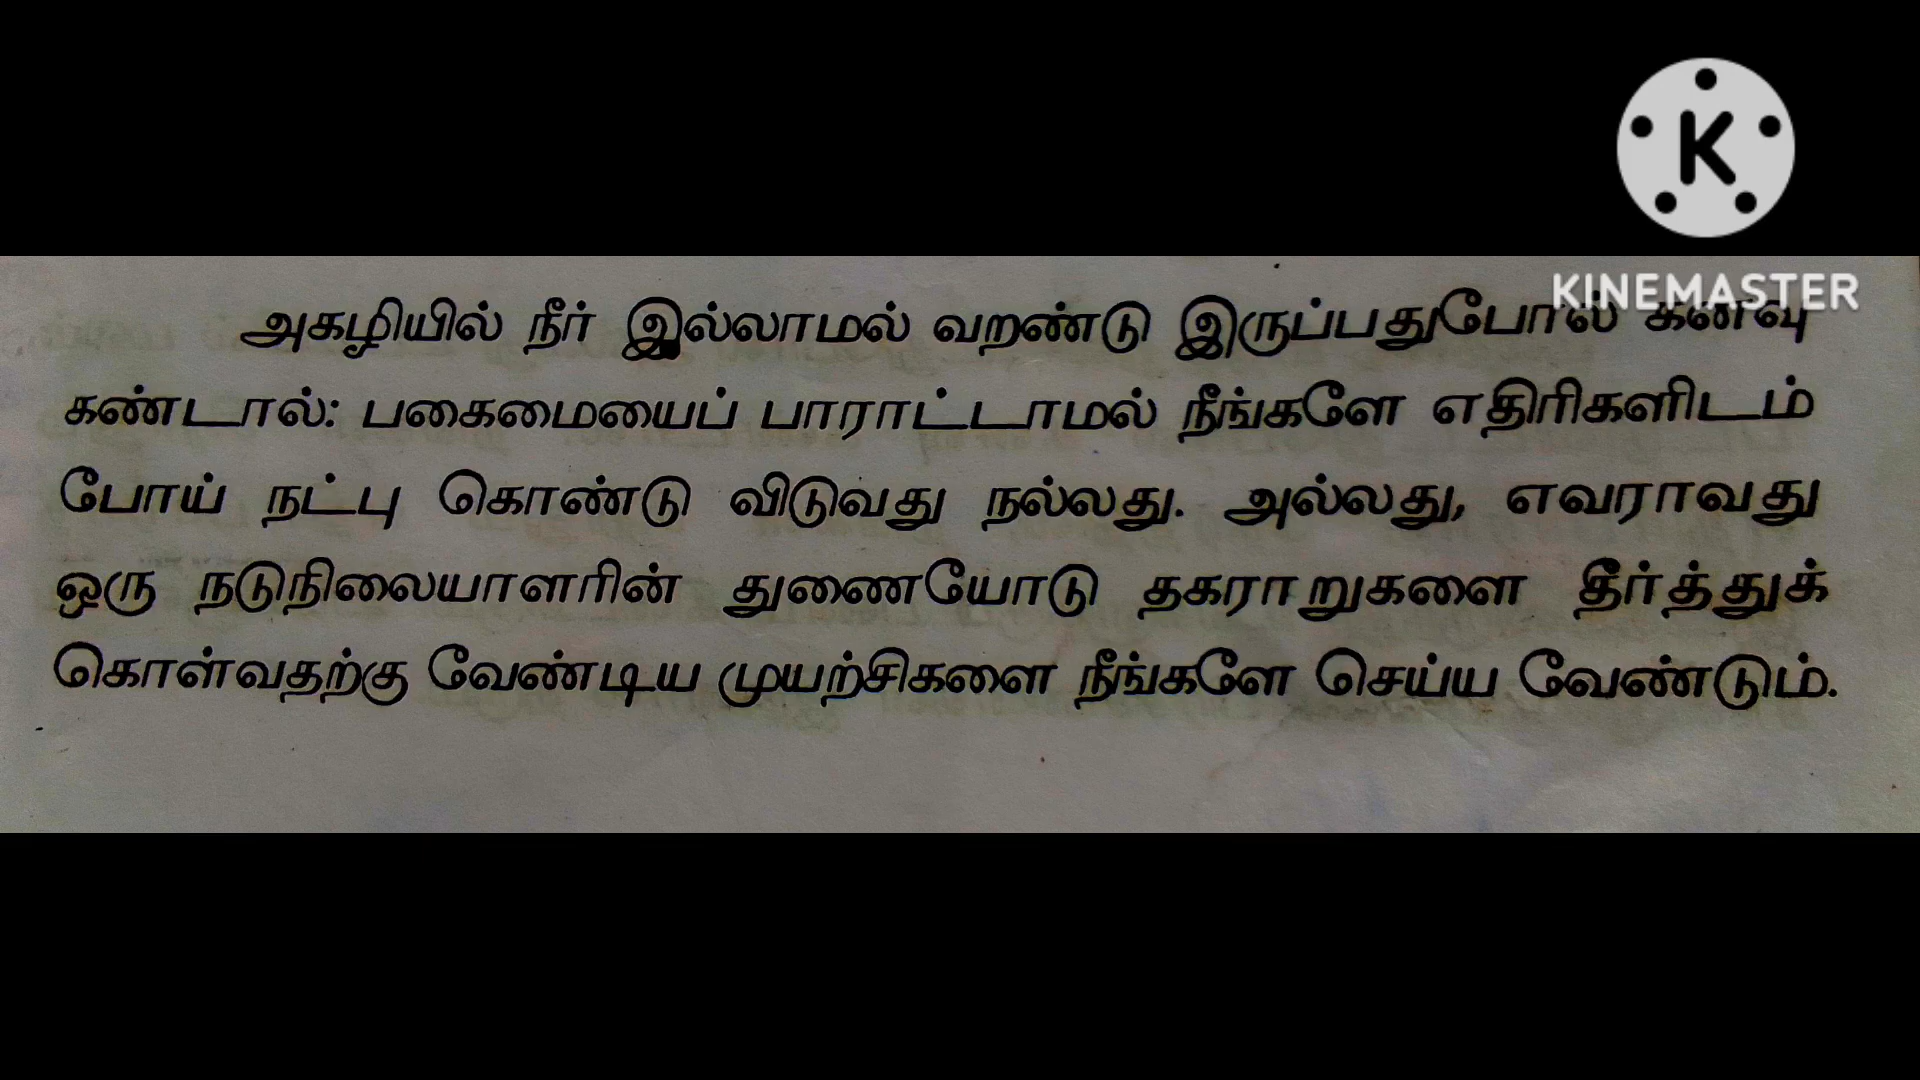 KINEMASTER
அகழியில் நீர் இல்லாமல் வறண்டு இருப்பதுபோல் கனவு
கண்டால்: பகைமையைப் பாராட்டாமல் நீங்களே எதிரிகளிடம்
போய் நட்பு கொண்டு விடுவது நல்லது. அல்லது, எவராவது
ஒரு நடுநிலையாளரின் துணையோடு தகராறுகளை தீர்த்துக்
கொள்வதற்கு வேண்டிய முயற்சிகளை நீங்களே செய்ய வேண்டும்.